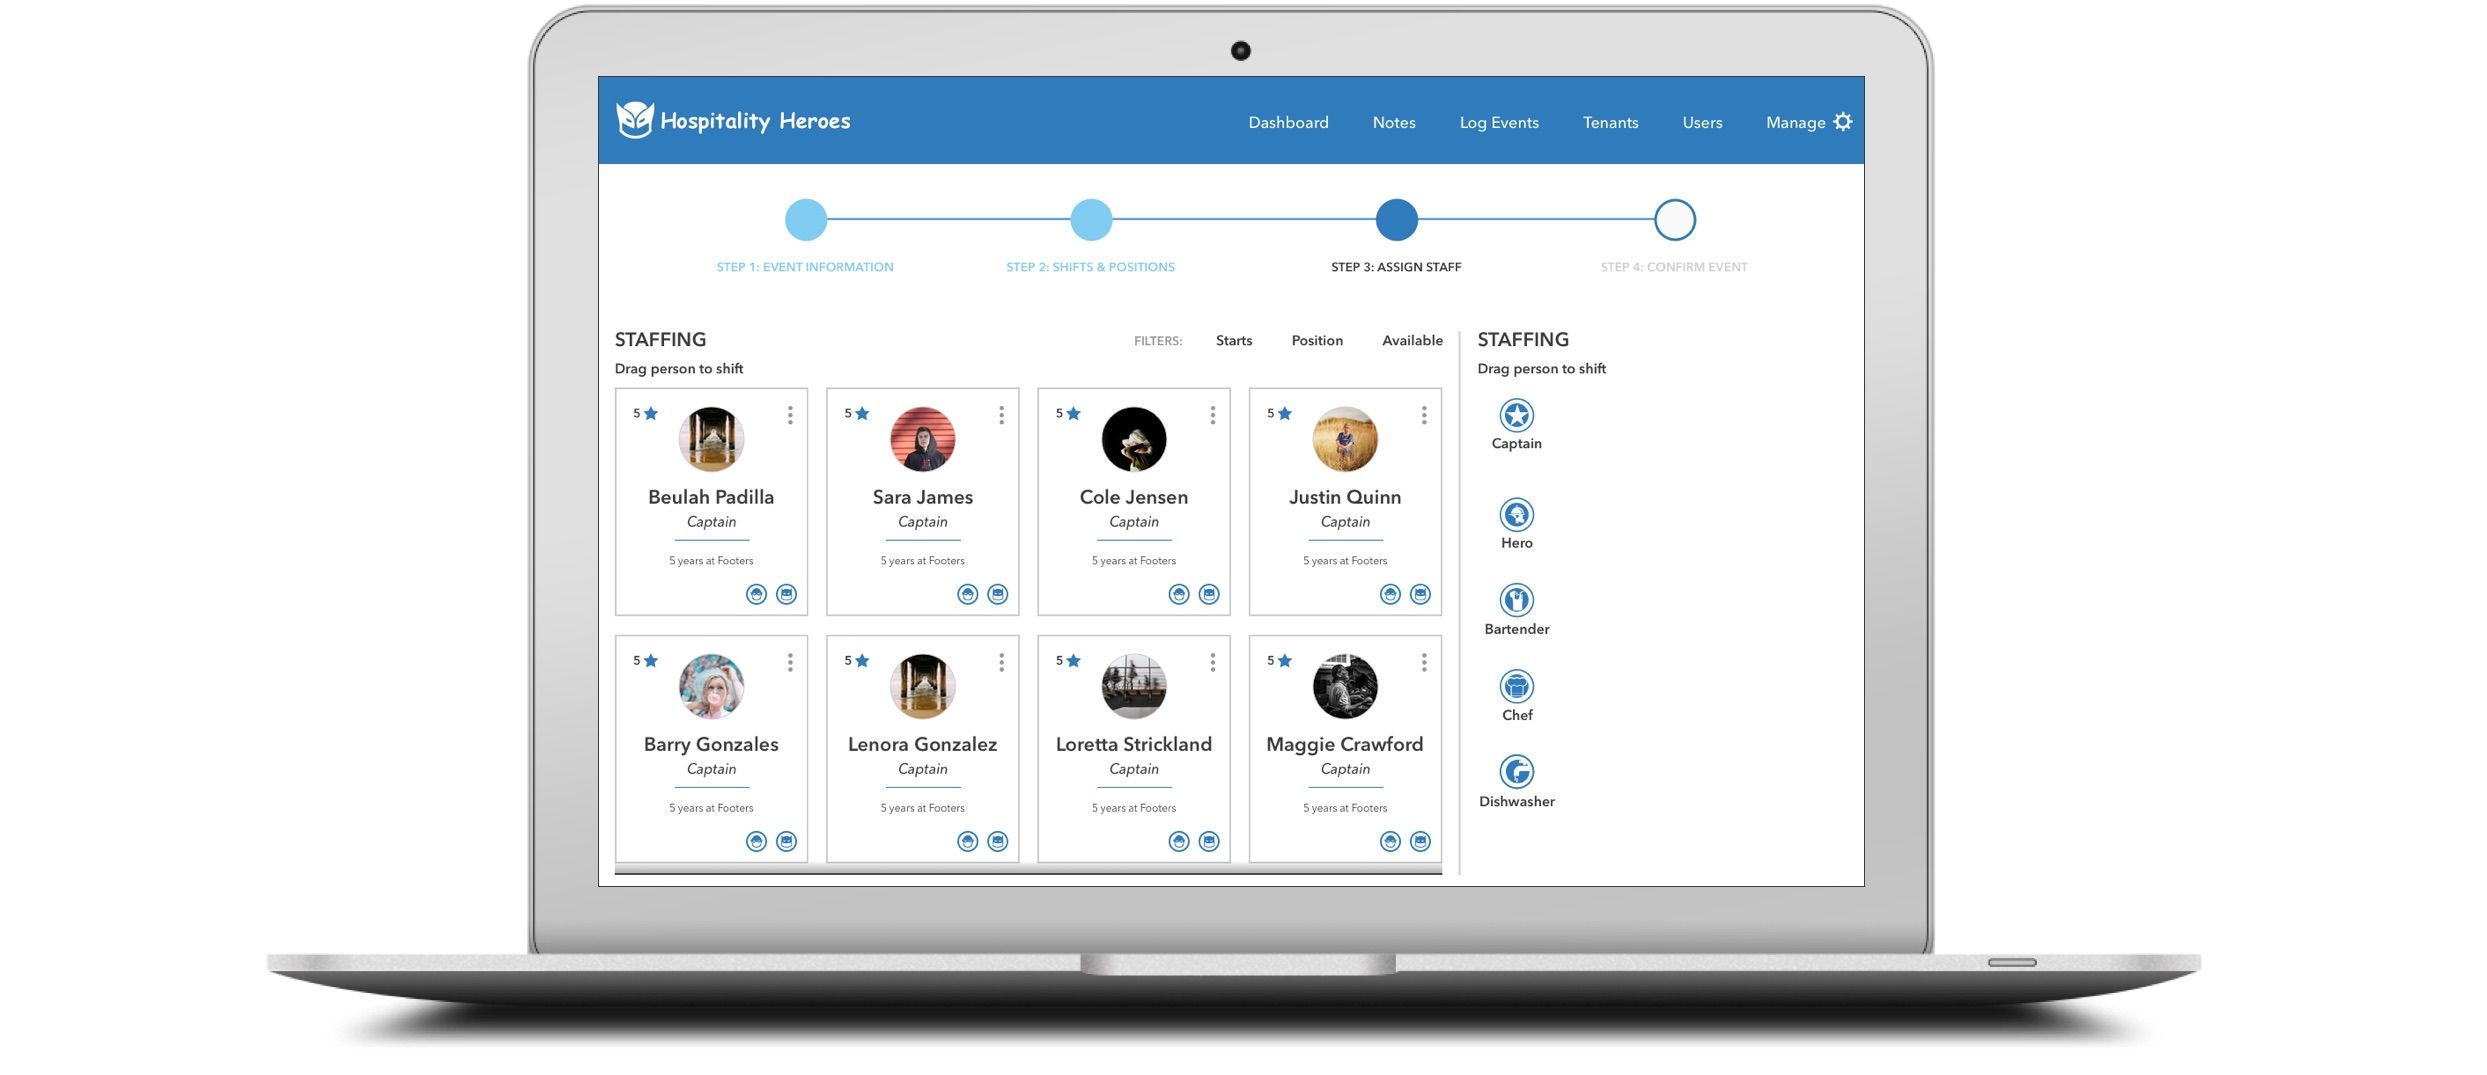 Hospitality Heroes
Dashboard Notes Log Events Tenants Users Manage
STEP 1: EVENT INFORMATION STEP 2: SHIFTS & POSITIONS STEP 3: ASSIGN STAFF STEP 4: CONFIRM EVENT
STAFFING FILTERS: Starts Position Available
Drag person to shift
5 5 5 5
Beulah Padilla Sara James Cole Jensen Justin Quinn
Captain Captain Captain Captain
5 years at Footers 5 years at Footers 5 years at Footers 5 years at Footers
5 5 5 5
Barry Gonzales Lenora Gonzalez Loretta Strickland Maggie Crawford
Captain Captain Captain Captain
5 years at Footers 5 years at Footers 5 years at Footers 5 years at Footers
STAFFING
Drag person to shift
Captain
Hero
Bartender
Chef
Dishwasher